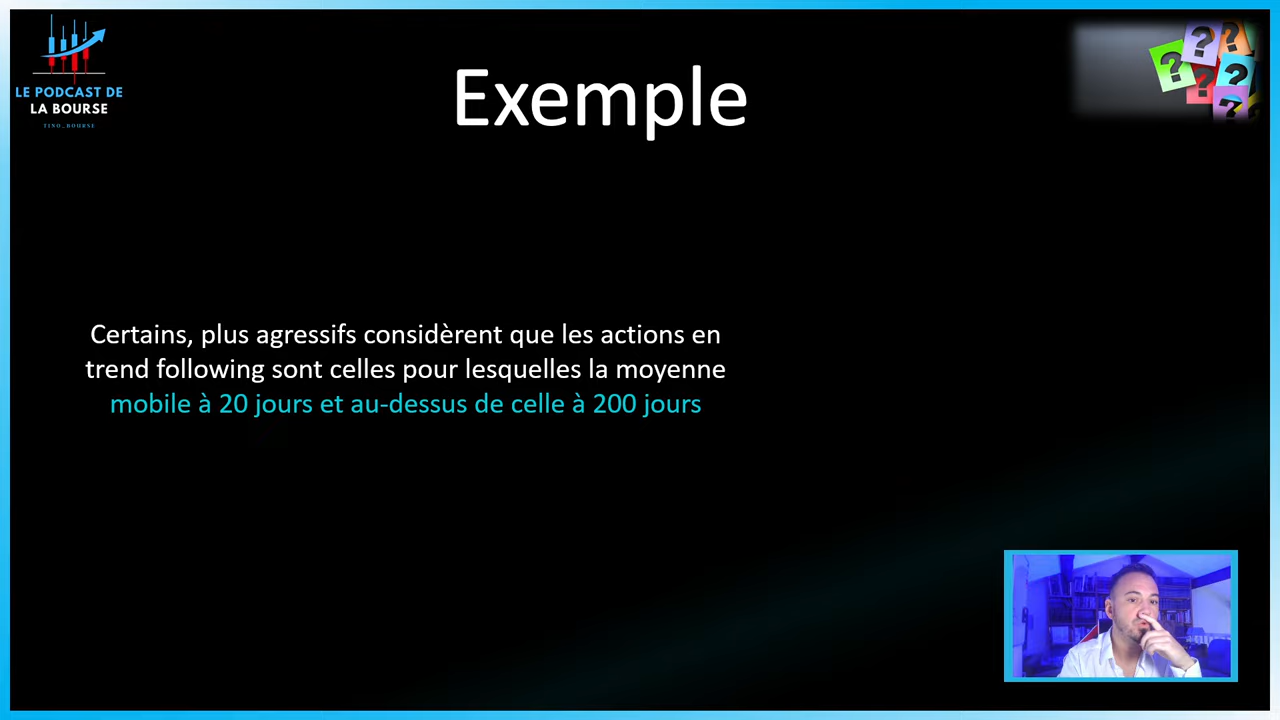 LE PODCAST DE
LA BOURSE
TINO_BOURSE
Exemple
? ? ? ? ? ?
Certains, plus agressifs considèrent que les actions en
trend following sont celles pour lesquelles la moyenne
mobile à 20 jours et au-dessus de celle à 200 jours